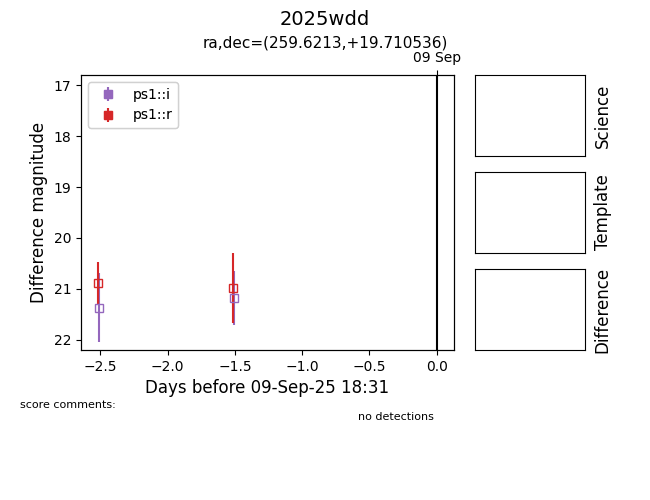 2025wdd
ra,dec=(259.6213,+19.710536)
09 Sep
ps1::i
ps1::r
17
18
19
20
21
22
Difference magnitude
−2.5
−2.0
−1.5
−1.0
−0.5
0.0
Days before 09-Sep-25 18:31
Science
Template
Difference
score comments:
no detections